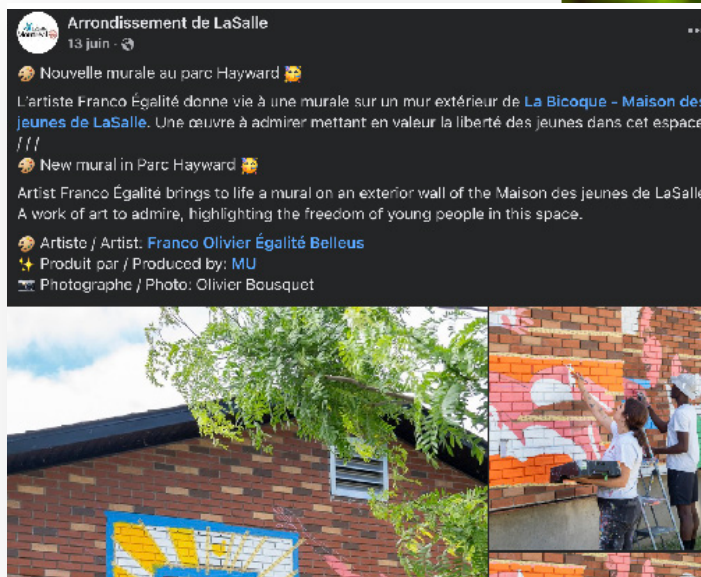 Arrondissement de LaSalle
13 juin
Nouvelle murale au parc Hayward
L'artiste Franco Égalité donne vie à une murale sur un mur extérieur de La Bicoque - Maison des
jeunes de LaSalle. Une œuvre à admirer mettant en valeur la liberté des jeunes dans cet espace
///
New mural in Parc Hayward
Artist Franco Égalité brings to life a mural on an exterior wall of the Maison des jeunes de LaSalle
A work of art to admire, highlighting the freedom of young people in this space.
Artiste / Artist: Franco Olivier Égalité Belleus
Produit par / Produced by: MU
Photographe / Photo: Olivier Bousquet